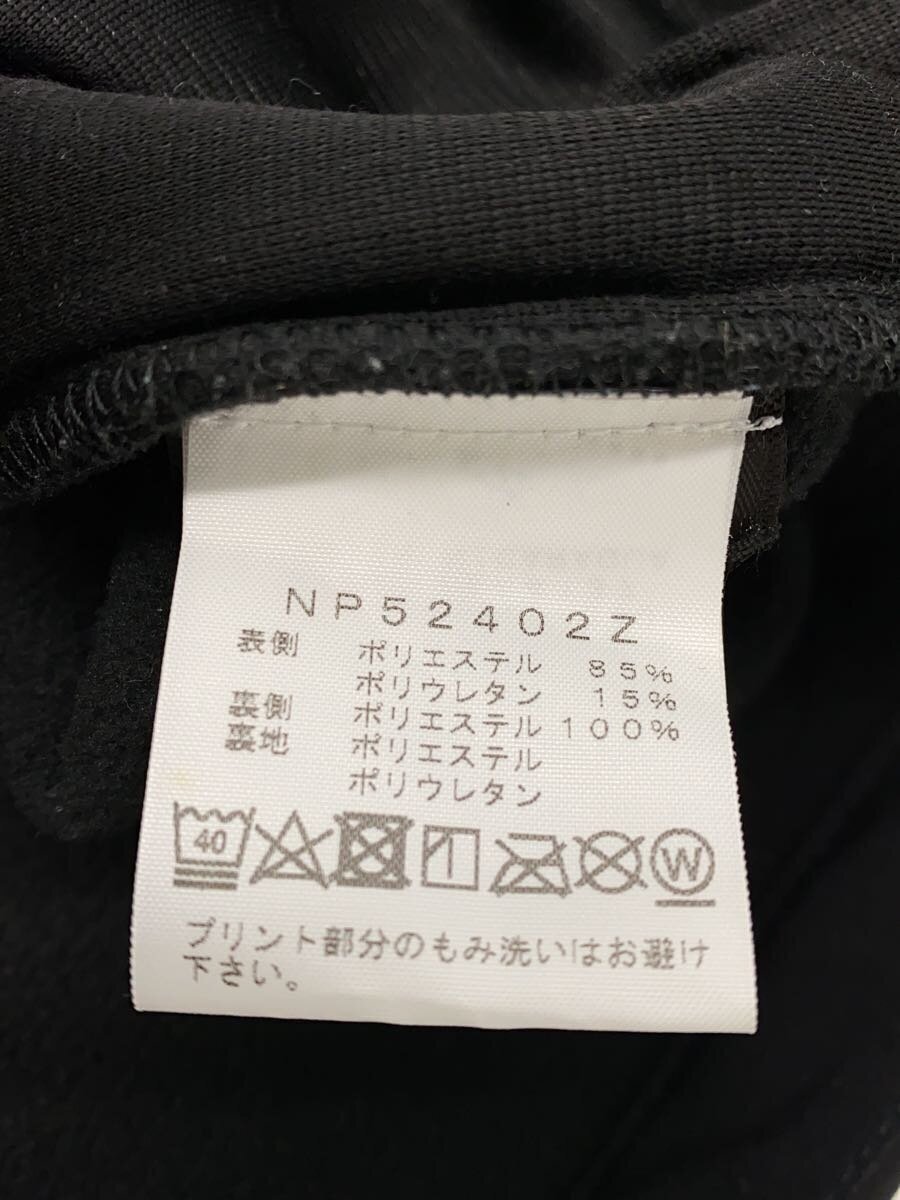 NP52402Z
表側 ポリエステル 85%
ポリウレタン 15%
裏側 ポリエステル 100%
裏地 ポリエステル
ポリウレタン
40
W
プリント部分のもみ洗いはお避け
下さい。